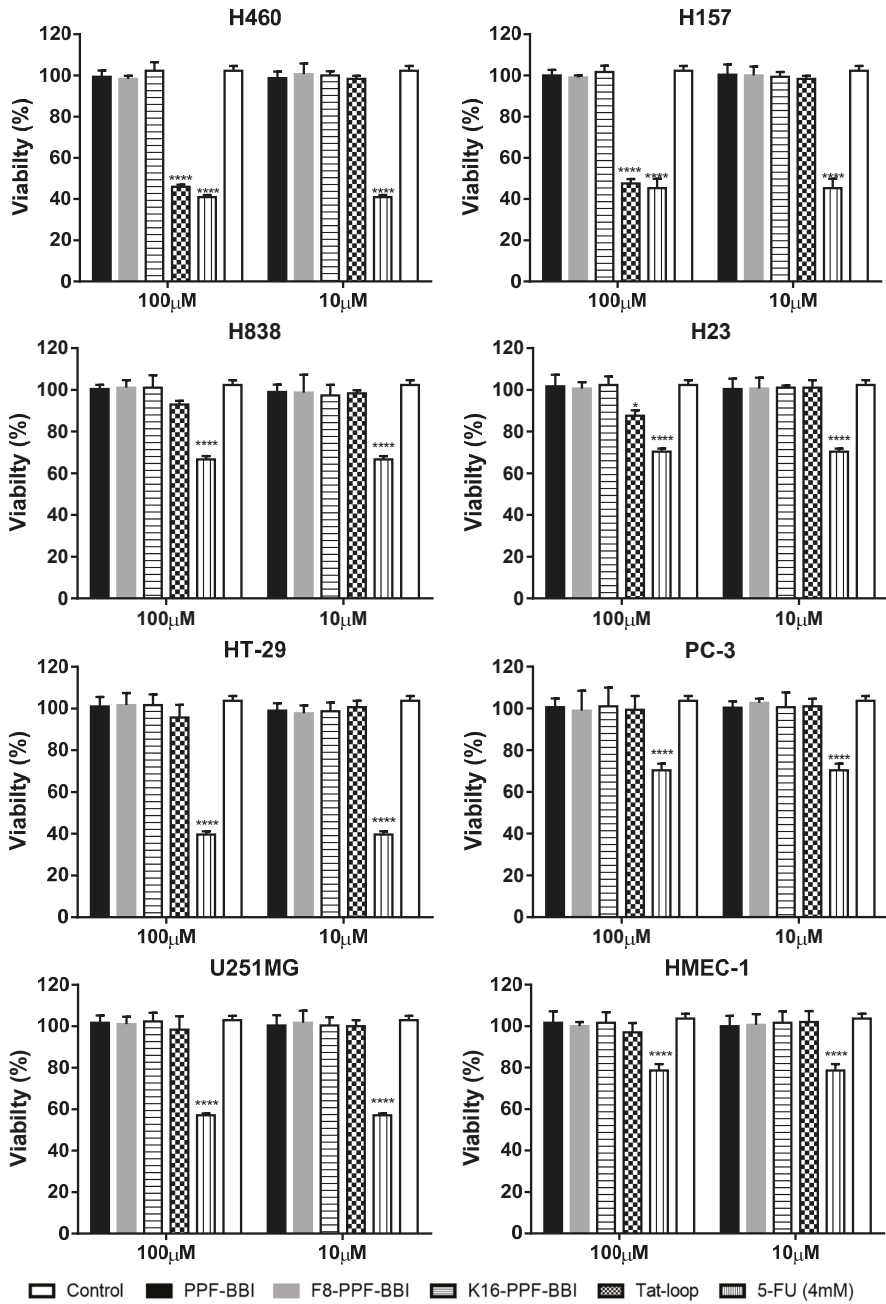 H460
Viabilty (%)
120
100
80
60
40
20
0
****
****
****
100μM
10μM
H157
Viabilty (%)
120
100
80
60
40
20
0
****
****
****
100μM
10μM
H838
Viabilty (%)
120
100
80
60
40
20
0
****
****
100μM
10μM
H23
Viabilty (%)
120
100
80
60
40
20
0
*
****
****
100μM
10μM
HT-29
Viabilty (%)
120
100
80
60
40
20
0
****
****
100μM
10μM
PC-3
Viabilty (%)
120
100
80
60
40
20
0
****
****
100μM
10μM
U251MG
Viabilty (%)
120
100
80
60
40
20
0
****
****
100μM
10μM
HMEC-1
Viabilty (%)
120
100
80
60
40
20
0
****
****
100μM
10μM
Control PPF-BBI F8-PPF-BBI K16-PPF-BBI Tat-loop 5-FU (4mM)